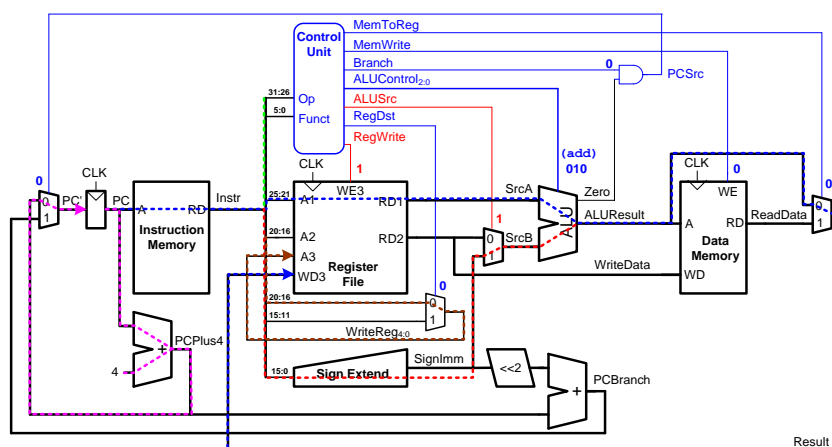 MemToReg
Control
Unit
MemWrite
Branch
0
PCSrc
ALUControl2:0
31:26
Op
ALUSrc
5:0
Funct
RegDst
RegWrite
(add)
010
CLK
CLK
CLK
0
1
0
0
WE3
WE
0
1
PC'
PC
A
RD
Instr
Instruction
Memory
25:21
A1
RD1
SrcA
Zero
ALU
ALUResult
A
RD
ReadData
0
1
20:16
A2
RD2
1
0
1
SrcB
A3
WD3
Register
File
Data
Memory
WriteData
WD
0
20:16
0
15:11
1
WriteReg4:0
PCPlus4
+
4
SignImm
15:0
Sign Extend
<<2
+
PCBranch
Result